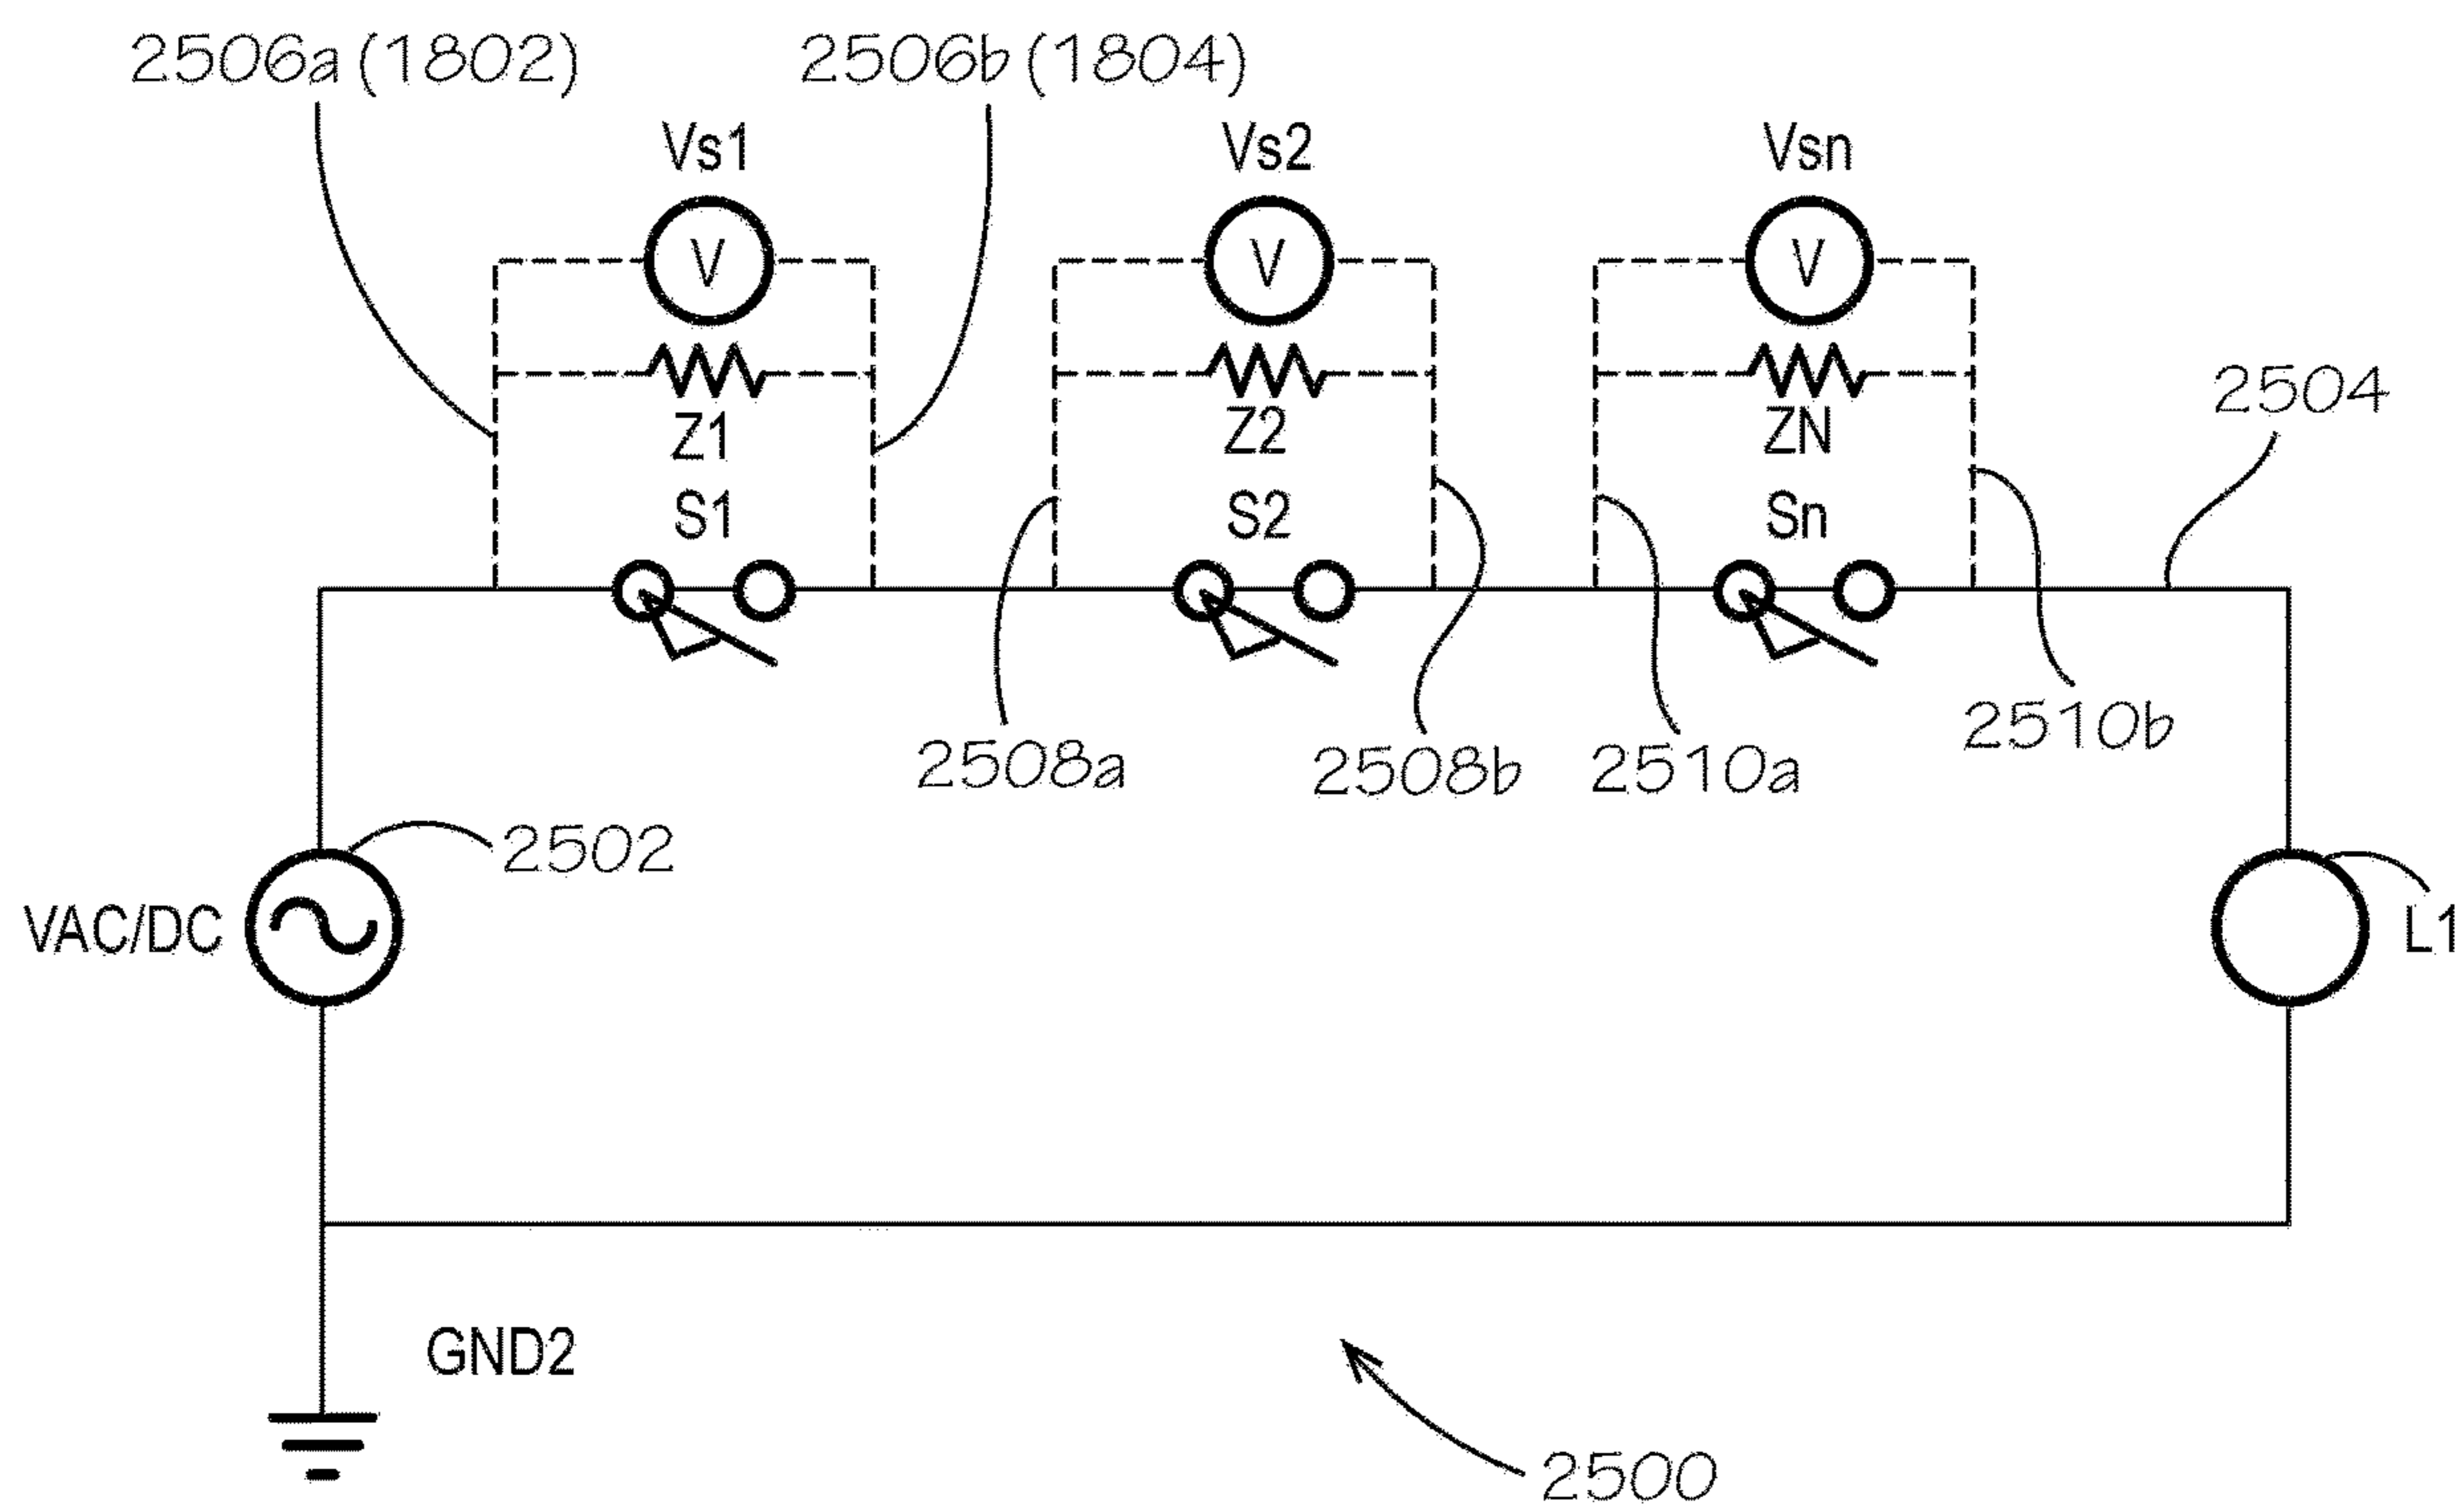 2506a (1802) 2506b (1804)
Vs1 Vs2 Vsn
V V V
2504
Z1 Z2 ZN
S1 S2 Sn
2510b
2508a 2508b 2510a
2502
VAC/DC L1
GND2
2500